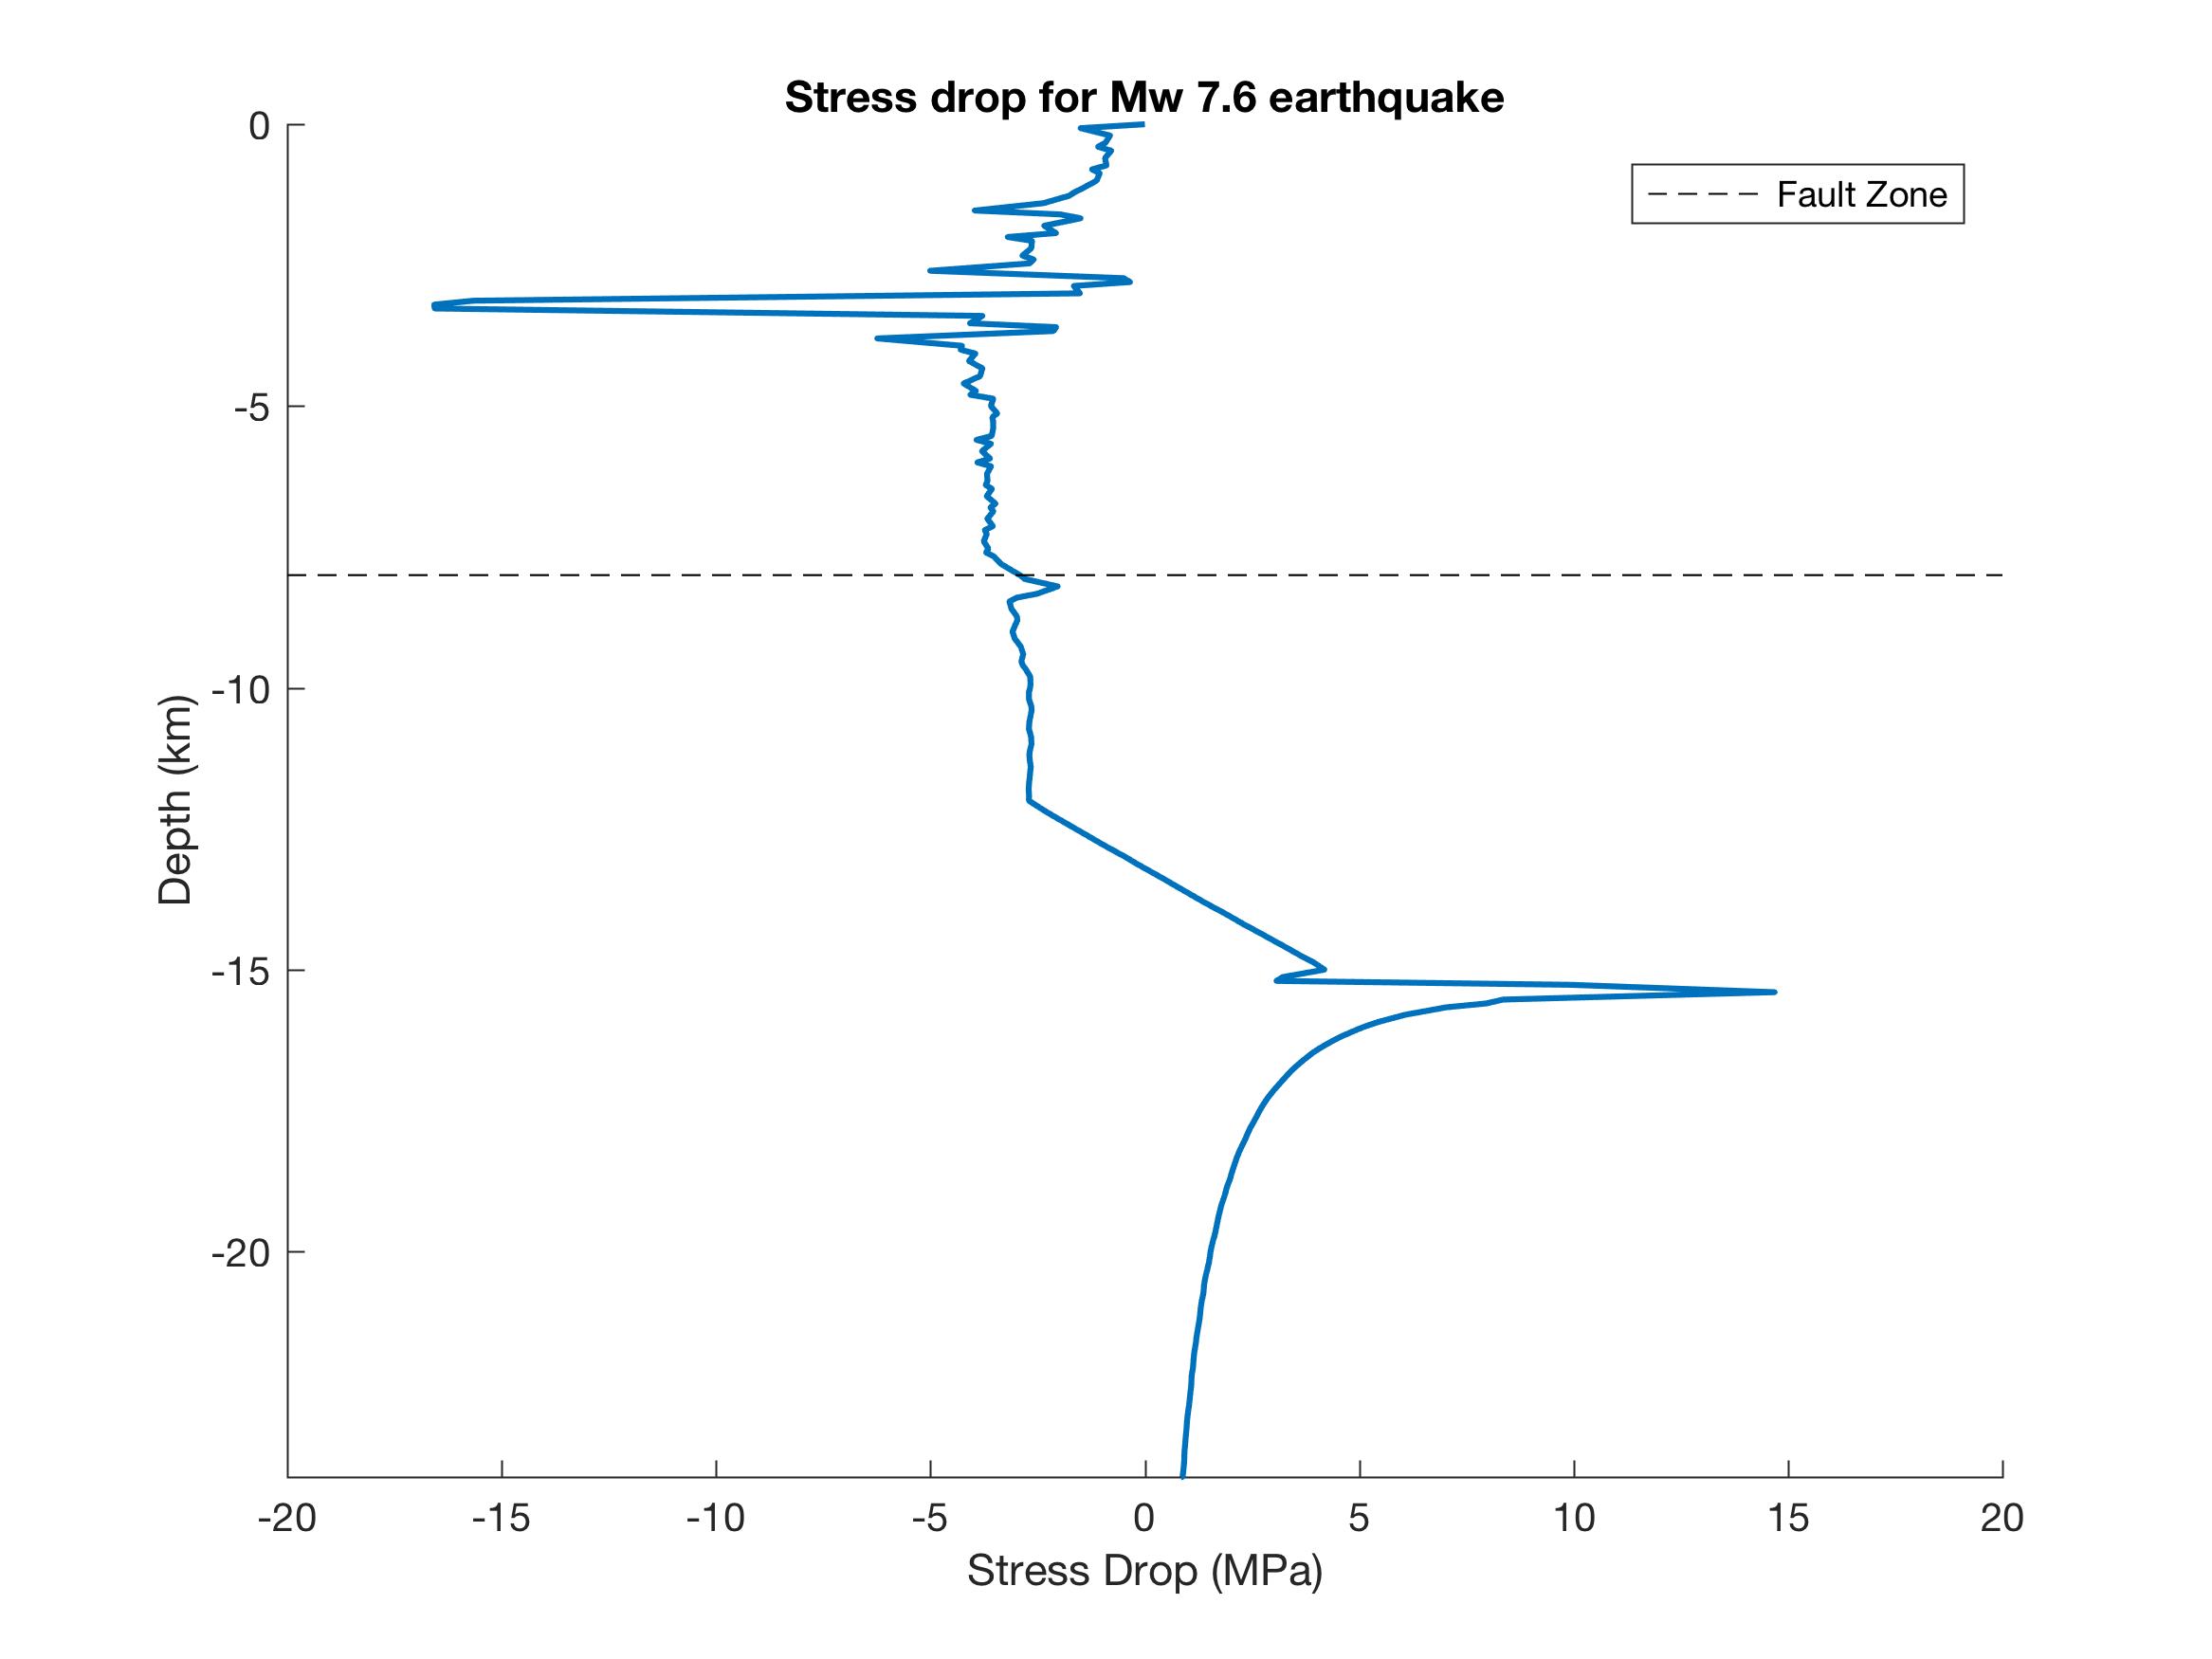 Stress drop for Mw 7.6 earthquake
0
Fault Zone
-5
-10
Depth (km)
-15
-20
-20 -15 -10 -5 0 5 10 15 20
Stress Drop (MPa)